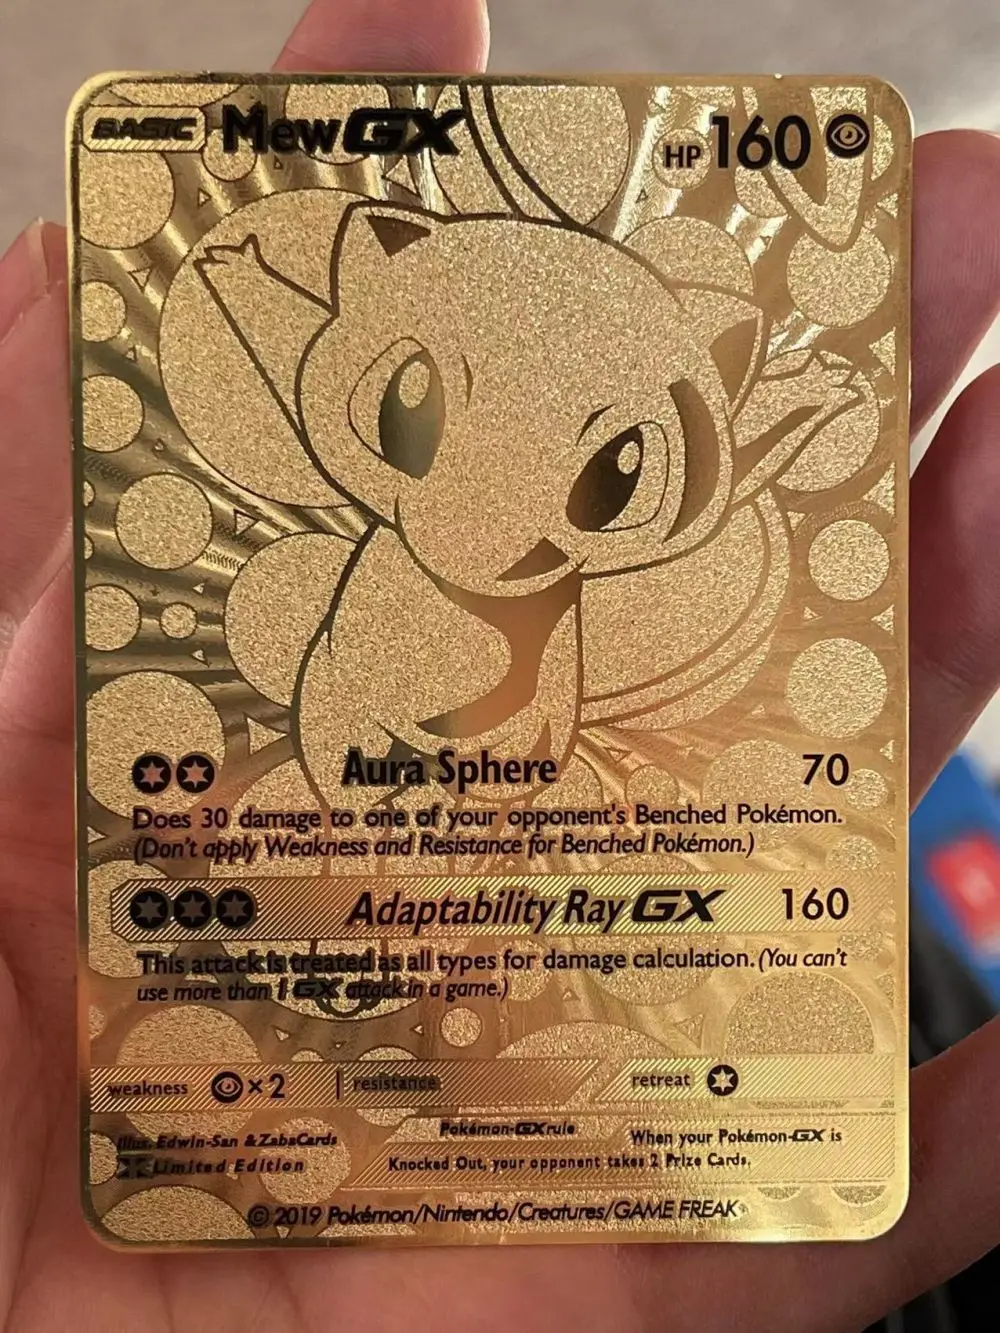 BASIC Mew GX HP 160
Aura Sphere 70
Does 30 damage to one of your opponent's Benched Pokémon.
(Don't apply Weakness and Resistance for Benched Pokémon.)
Adaptability Ray GX 160
This attack is treated as all types for damage calculation. (You can't
use more than 1 GX attack in a game.)
weakness ×2 resistance retreat
Illus. Edwin-San & ZabaCards
Limited Edition
Pokémon-GX rule When your Pokémon-GX is
Knocked Out, your opponent takes 2 Prize Cards.
© 2019 Pokémon/Nintendo/Creatures/GAME FREAK